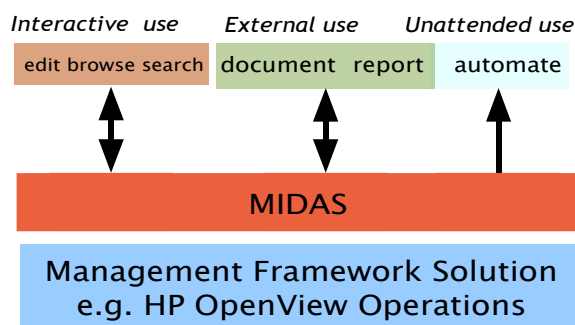 Interactive use External use Unattended use
edit browse search document report automate
MIDAS
Management Framework Solution
e.g. HP OpenView Operations